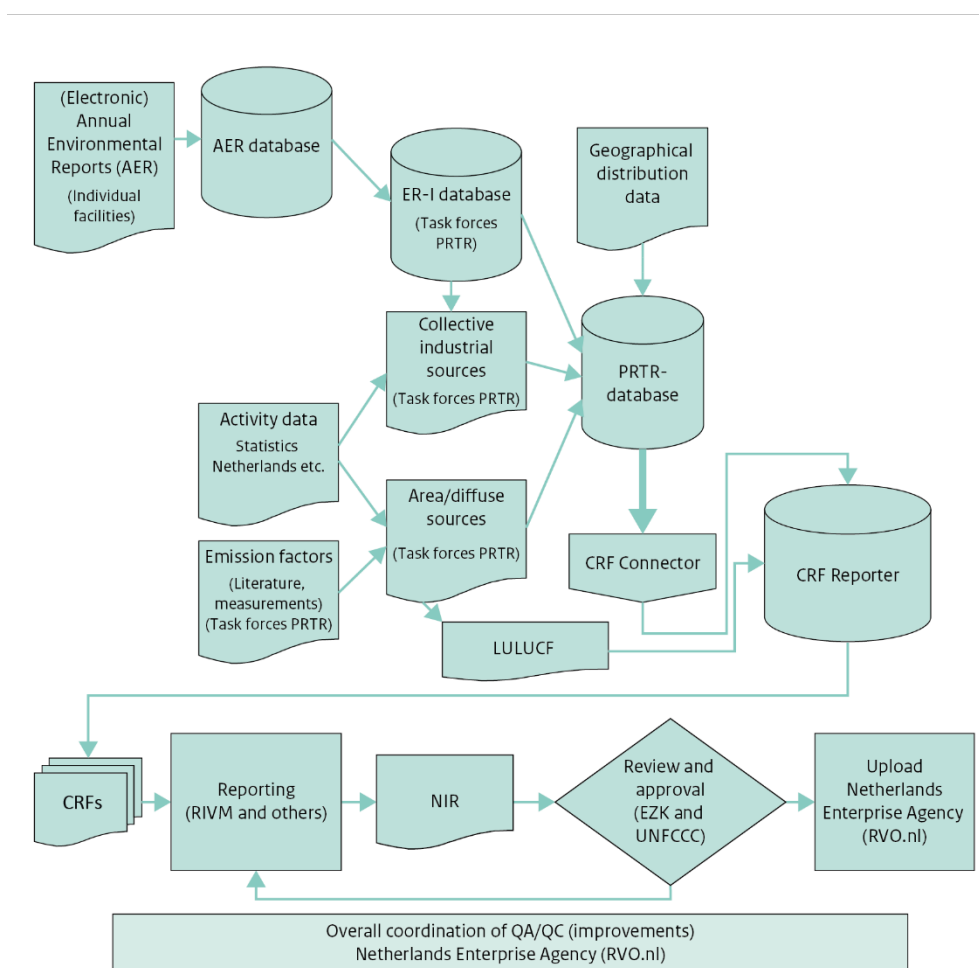 (Electronic)
Annual
Environmental
Reports (AER)
(Individual
facilities)
AER database
ER-I database
(Task forces
PRTR)
Geographical
distribution
data
Collective
industrial
sources
(Task forces PRTR)
PRTR-
database
Activity data
Statistics
Netherlands etc.
Area/diffuse
sources
(Task forces PRTR)
Emission factors
(Literature,
measurements)
(Task forces PRTR)
CRF Connector
CRF Reporter
LULUCF
CRFs
Reporting
(RIVM and others)
NIR
Review and
approval
(EZK and
UNFCCC)
Upload
Netherlands
Enterprise Agency
(RVO.nl)
Overall coordination of QA/QC (improvements)
Netherlands Enterprise Agency (RVO.nl)